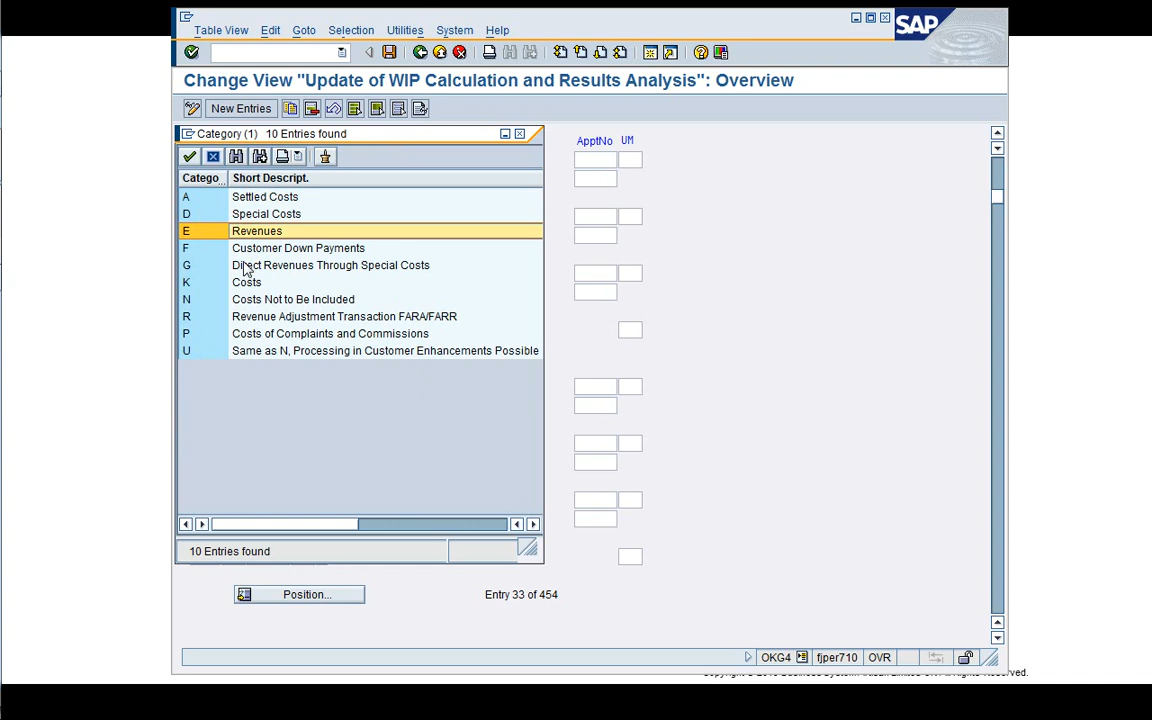 Table View Edit Goto Selection Utilities System Help
SAP
Change View "Update of WIP Calculation and Results Analysis": Overview
New Entries
Category (1) 10 Entries found
ApptNo UM
Catego... Short Descript.
A Settled Costs
D Special Costs
E Revenues
F Customer Down Payments
G Direct Revenues Through Special Costs
K Costs
N Costs Not to Be Included
R Revenue Adjustment Transaction FARA/FARR
P Costs of Complaints and Commissions
U Same as N, Processing in Customer Enhancements Possible
10 Entries found
Position... Entry 33 of 454
OKG4 fjper710 OVR